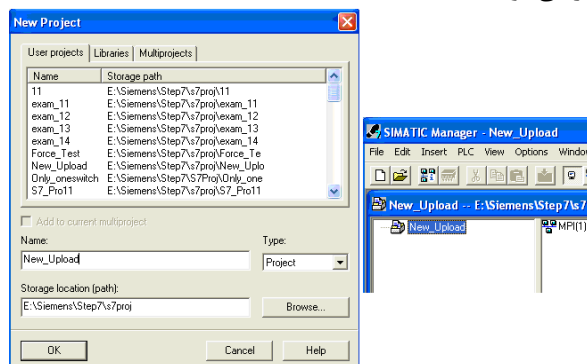 New Project
User projects Libraries Multiprojects
Name Storage path
11 E:\Siemens\Step7\s7proj\11
exam_11 E:\Siemens\Step7\s7proj\exam_11
exam_12 E:\Siemens\Step7\s7proj\exam_12
exam_13 E:\Siemens\Step7\s7proj\exam_13
exam_14 E:\Siemens\Step7\s7proj\exam_14
Force_Test E:\Siemens\Step7\s7proj\Force_Te
New_Upload E:\Siemens\Step7\s7proj\New_Uplo
Only_oneswitch E:\Siemens\Step7\S7Proj\Only_one
S7_Pro11 E:\Siemens\Step7\s7proj\S7_Pro11
Add to current multiproject
Name: Type:
New_Upload Project
Storage location (path):
E:\Siemens\Step7\s7proj Browse...
OK Cancel Help
SIMATIC Manager - New_Upload
File Edit Insert PLC View Options Window
New_Upload -- E:\Siemens\Step7\s7
New_Upload MPI(1)